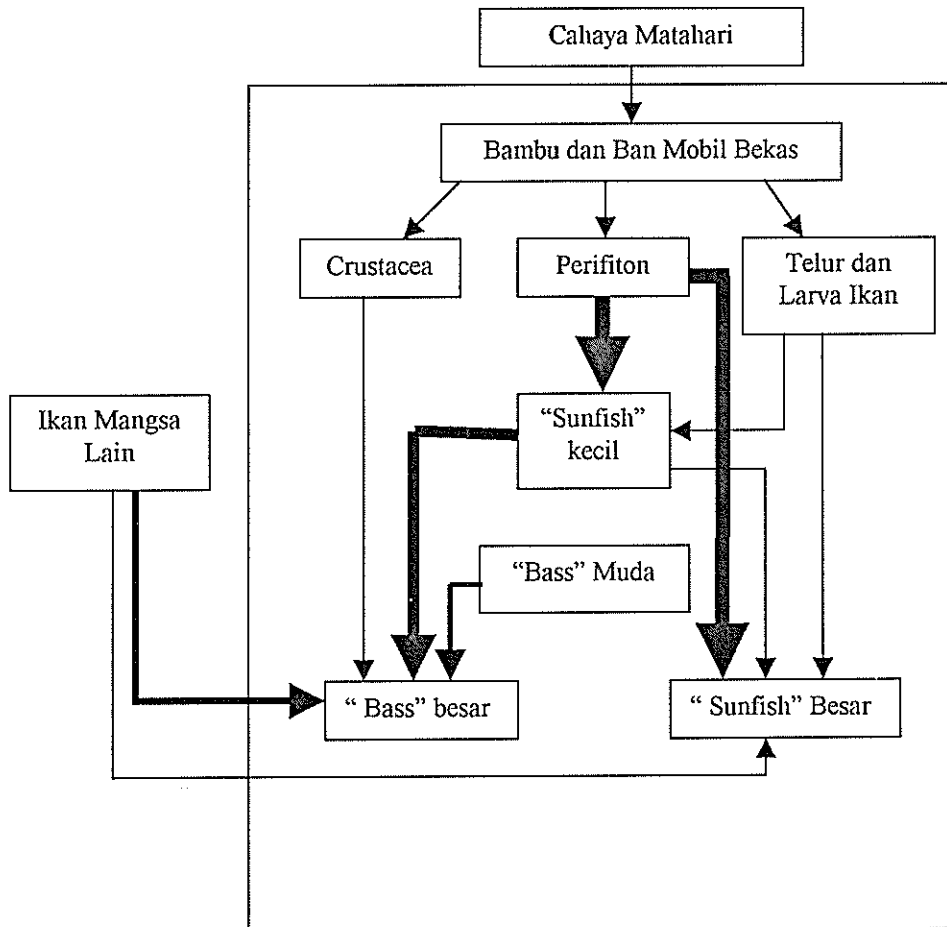 Cahaya Matahari
Bambu dan Ban Mobil Bekas
Crustacea
Perifiton
Telur dan
Larva Ikan
Ikan Mangsa
Lain
“Sunfish”
kecil
“Bass” Muda
“ Bass” besar
“ Sunfish” Besar